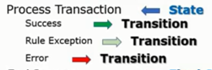 Process Transaction State
Success Transition
Rule Exception Transition
Error Transition